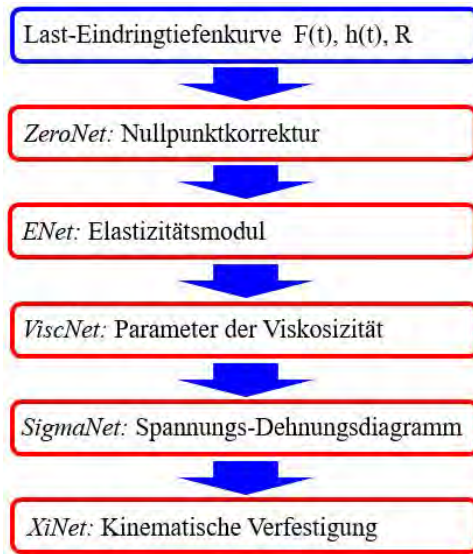 Last-Eindringtiefenkurve F(t), h(t), R
ZeroNet: Nullpunktkorrektur
ENet: Elastizitätsmodul
ViscNet: Parameter der Viskosizität
SigmaNet: Spannungs-Dehnungsdiagramm
XiNet: Kinematische Verfestigung